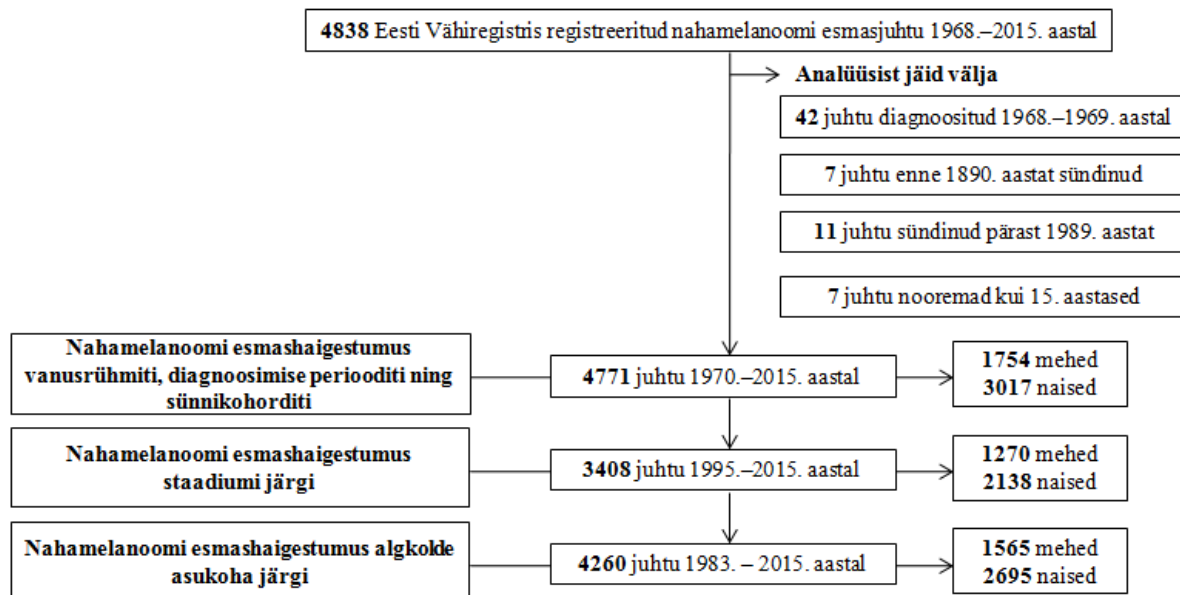 4838 Eesti Vähiregistris registreeritud nahamelanoomi esmasjuhtu 1968.–2015. aastal
Analüüsist jäid välja
42 juhtu diagnoositud 1968.–1969. aastal
7 juhtu enne 1890. aastat sündinud
11 juhtu sündinud pärast 1989. aastat
7 juhtu nooremad kui 15. aastased
Nahamelanoomi esmashaigestumus
vanusrühmiti, diagnoosimise periooditi ning
sünnikohorditi
4771 juhtu 1970.–2015. aastal
1754 mehed
3017 naised
Nahamelanoomi esmashaigestumus
staadiumi järgi
3408 juhtu 1995.–2015. aastal
1270 mehed
2138 naised
Nahamelanoomi esmashaigestumus algkolde
asukoha järgi
4260 juhtu 1983. – 2015. aastal
1565 mehed
2695 naised